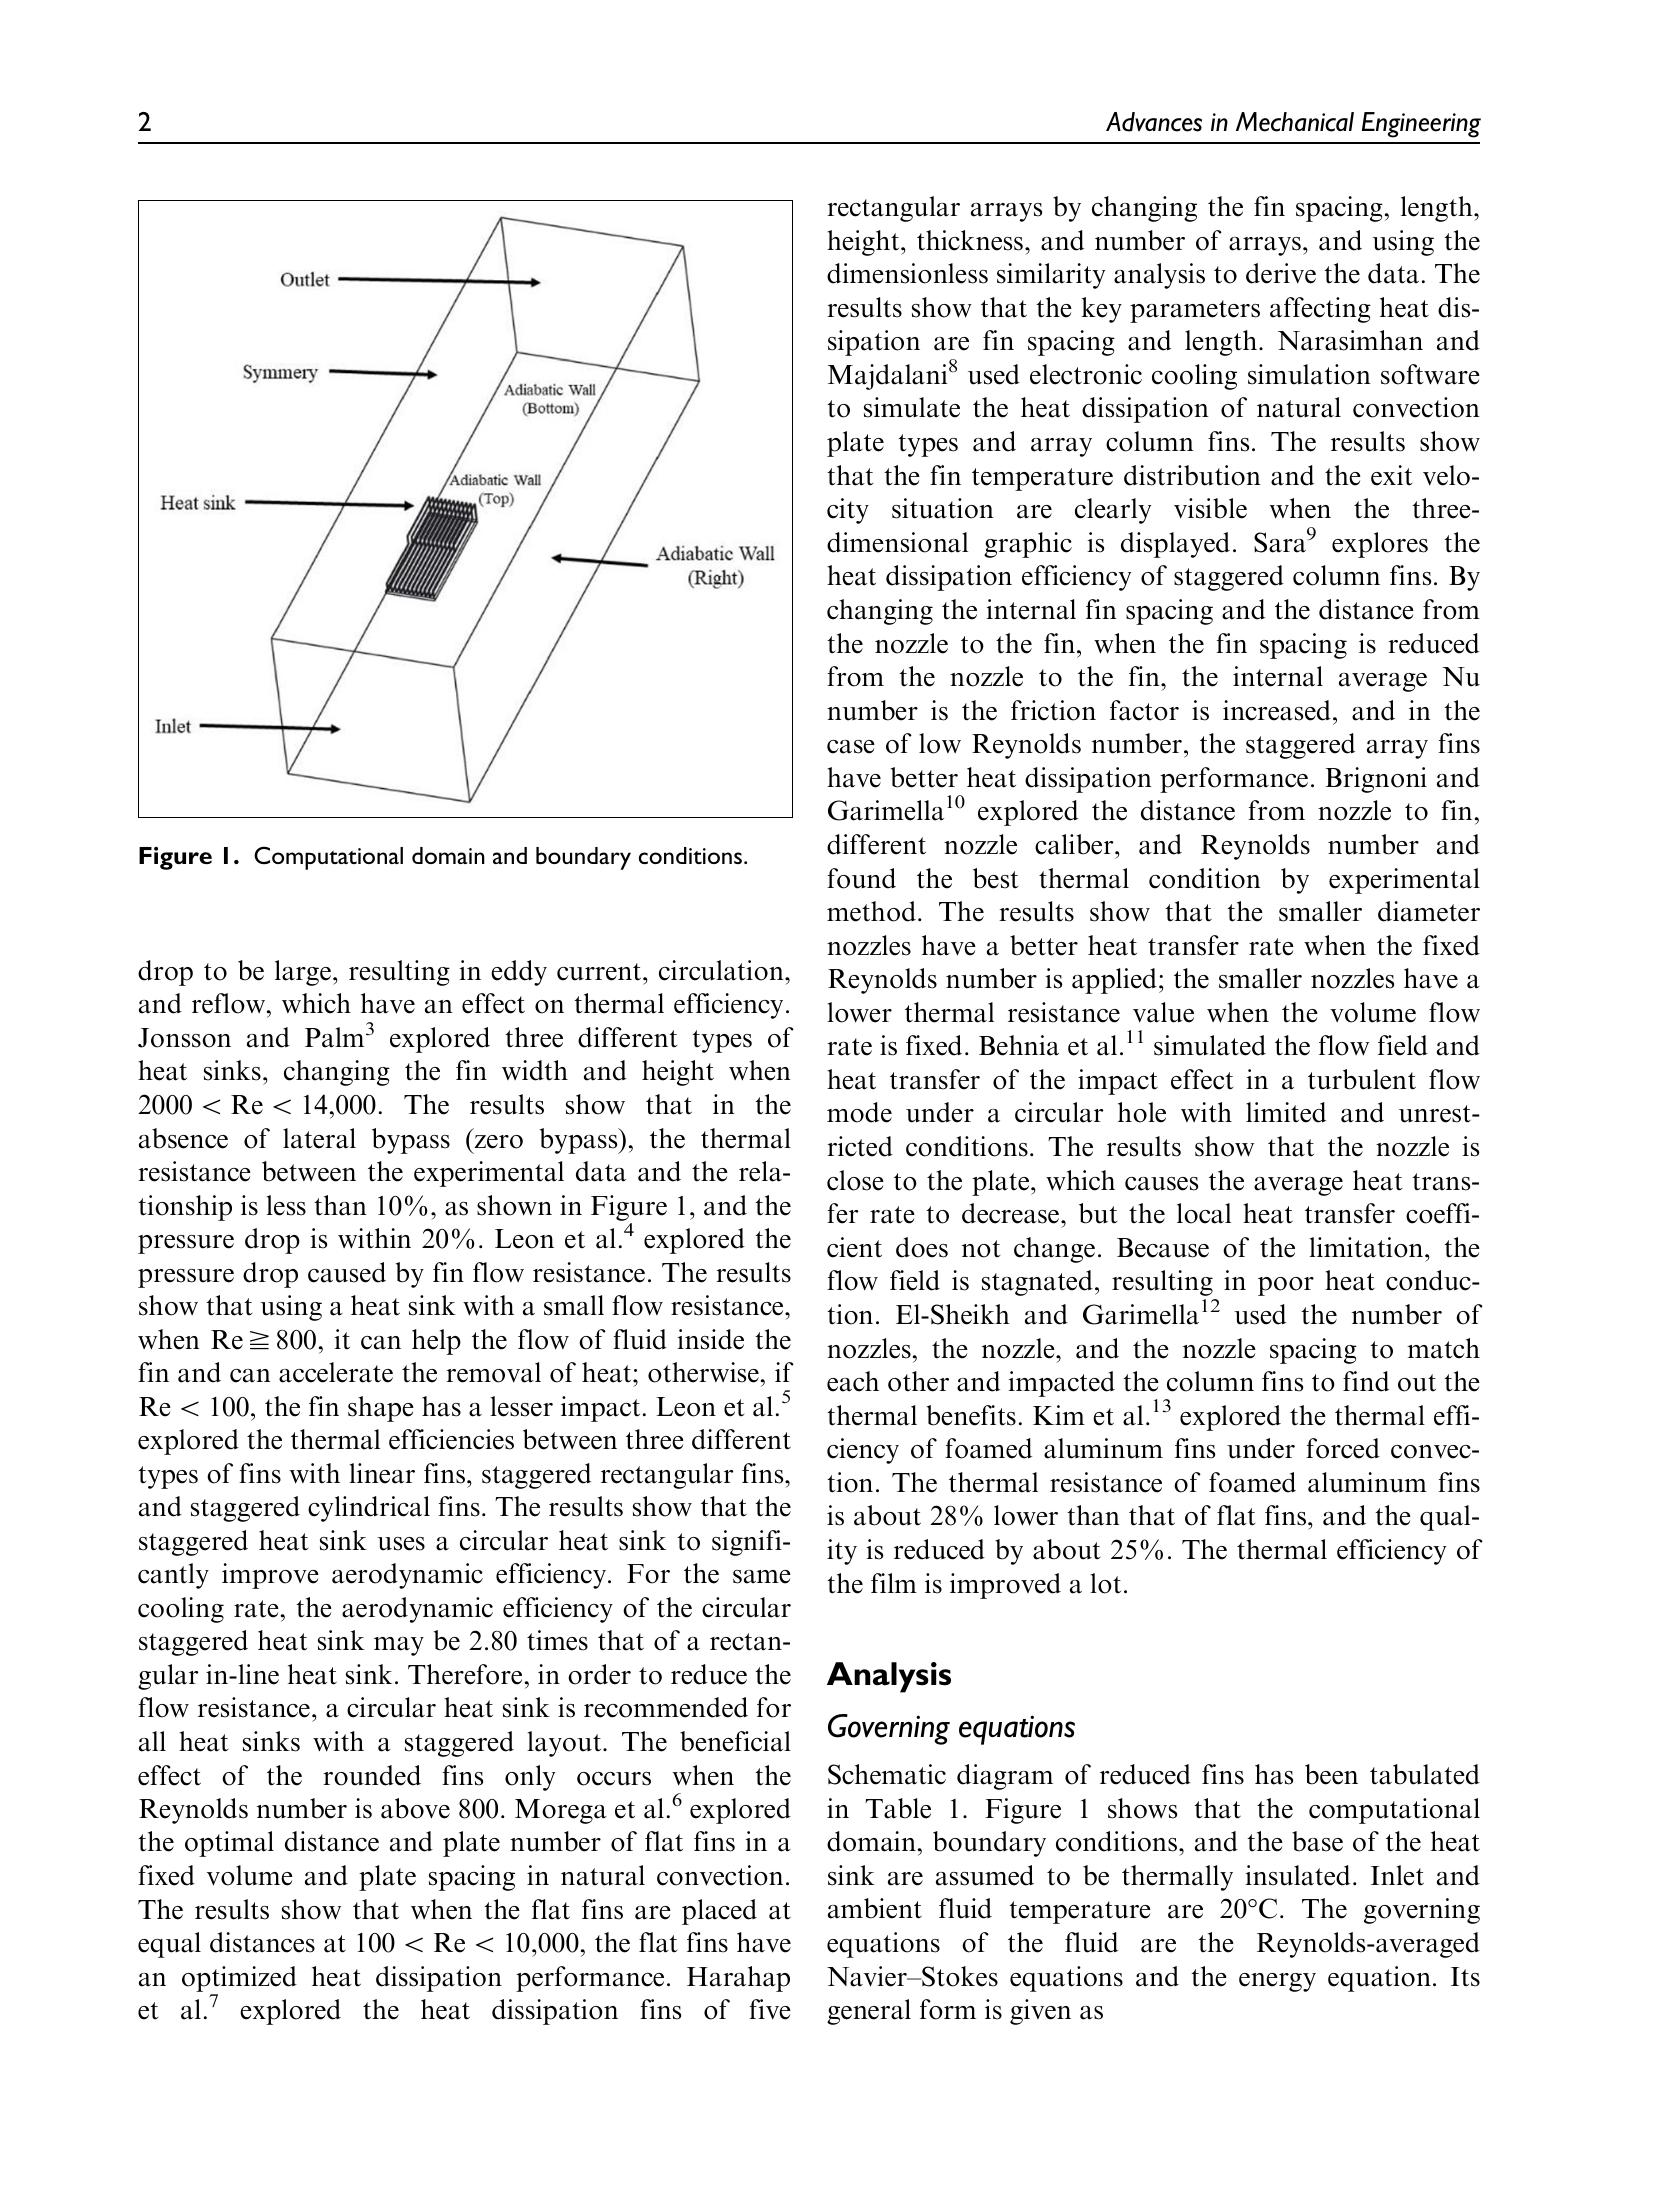 2
Advances in Mechanical Engineering
Outlet
Symmery
Adiabatic Wall
(Bottom)
Adiabatic Wall
(Top)
Heat sink
Adiabatic Wall
(Right)
Inlet
Figure 1. Computational domain and boundary conditions.
drop to be large, resulting in eddy current, circulation,
and reflow, which have an effect on thermal efficiency.
Jonsson and Palm3 explored three different types of
heat sinks, changing the fin width and height when
2000 < Re < 14,000. The results show that in the
absence of lateral bypass (zero bypass), the thermal
resistance between the experimental data and the rela-
tionship is less than 10%, as shown in Figure 1, and the
pressure drop is within 20%. Leon et al.4 explored the
pressure drop caused by fin flow resistance. The results
show that using a heat sink with a small flow resistance,
when Re ≧ 800, it can help the flow of fluid inside the
fin and can accelerate the removal of heat; otherwise, if
Re < 100, the fin shape has a lesser impact. Leon et al.5
explored the thermal efficiencies between three different
types of fins with linear fins, staggered rectangular fins,
and staggered cylindrical fins. The results show that the
staggered heat sink uses a circular heat sink to signifi-
cantly improve aerodynamic efficiency. For the same
cooling rate, the aerodynamic efficiency of the circular
staggered heat sink may be 2.80 times that of a rectan-
gular in-line heat sink. Therefore, in order to reduce the
flow resistance, a circular heat sink is recommended for
all heat sinks with a staggered layout. The beneficial
effect of the rounded fins only occurs when the
Reynolds number is above 800. Morega et al.6 explored
the optimal distance and plate number of flat fins in a
fixed volume and plate spacing in natural convection.
The results show that when the flat fins are placed at
equal distances at 100 < Re < 10,000, the flat fins have
an optimized heat dissipation performance. Harahap
et al.7 explored the heat dissipation fins of five
rectangular arrays by changing the fin spacing, length,
height, thickness, and number of arrays, and using the
dimensionless similarity analysis to derive the data. The
results show that the key parameters affecting heat dis-
sipation are fin spacing and length. Narasimhan and
Majdalani8 used electronic cooling simulation software
to simulate the heat dissipation of natural convection
plate types and array column fins. The results show
that the fin temperature distribution and the exit velo-
city situation are clearly visible when the three-
dimensional graphic is displayed. Sara9 explores the
heat dissipation efficiency of staggered column fins. By
changing the internal fin spacing and the distance from
the nozzle to the fin, when the fin spacing is reduced
from the nozzle to the fin, the internal average Nu
number is the friction factor is increased, and in the
case of low Reynolds number, the staggered array fins
have better heat dissipation performance. Brignoni and
Garimella10 explored the distance from nozzle to fin,
different nozzle caliber, and Reynolds number and
found the best thermal condition by experimental
method. The results show that the smaller diameter
nozzles have a better heat transfer rate when the fixed
Reynolds number is applied; the smaller nozzles have a
lower thermal resistance value when the volume flow
rate is fixed. Behnia et al.11 simulated the flow field and
heat transfer of the impact effect in a turbulent flow
mode under a circular hole with limited and unrest-
ricted conditions. The results show that the nozzle is
close to the plate, which causes the average heat trans-
fer rate to decrease, but the local heat transfer coeffi-
cient does not change. Because of the limitation, the
flow field is stagnated, resulting in poor heat conduc-
tion. El-Sheikh and Garimella12 used the number of
nozzles, the nozzle, and the nozzle spacing to match
each other and impacted the column fins to find out the
thermal benefits. Kim et al.13 explored the thermal effi-
ciency of foamed aluminum fins under forced convec-
tion. The thermal resistance of foamed aluminum fins
is about 28% lower than that of flat fins, and the qual-
ity is reduced by about 25%. The thermal efficiency of
the film is improved a lot.
Analysis
Governing equations
Schematic diagram of reduced fins has been tabulated
in Table 1. Figure 1 shows that the computational
domain, boundary conditions, and the base of the heat
sink are assumed to be thermally insulated. Inlet and
ambient fluid temperature are 20°C. The governing
equations of the fluid are the Reynolds-averaged
Navier–Stokes equations and the energy equation. Its
general form is given as